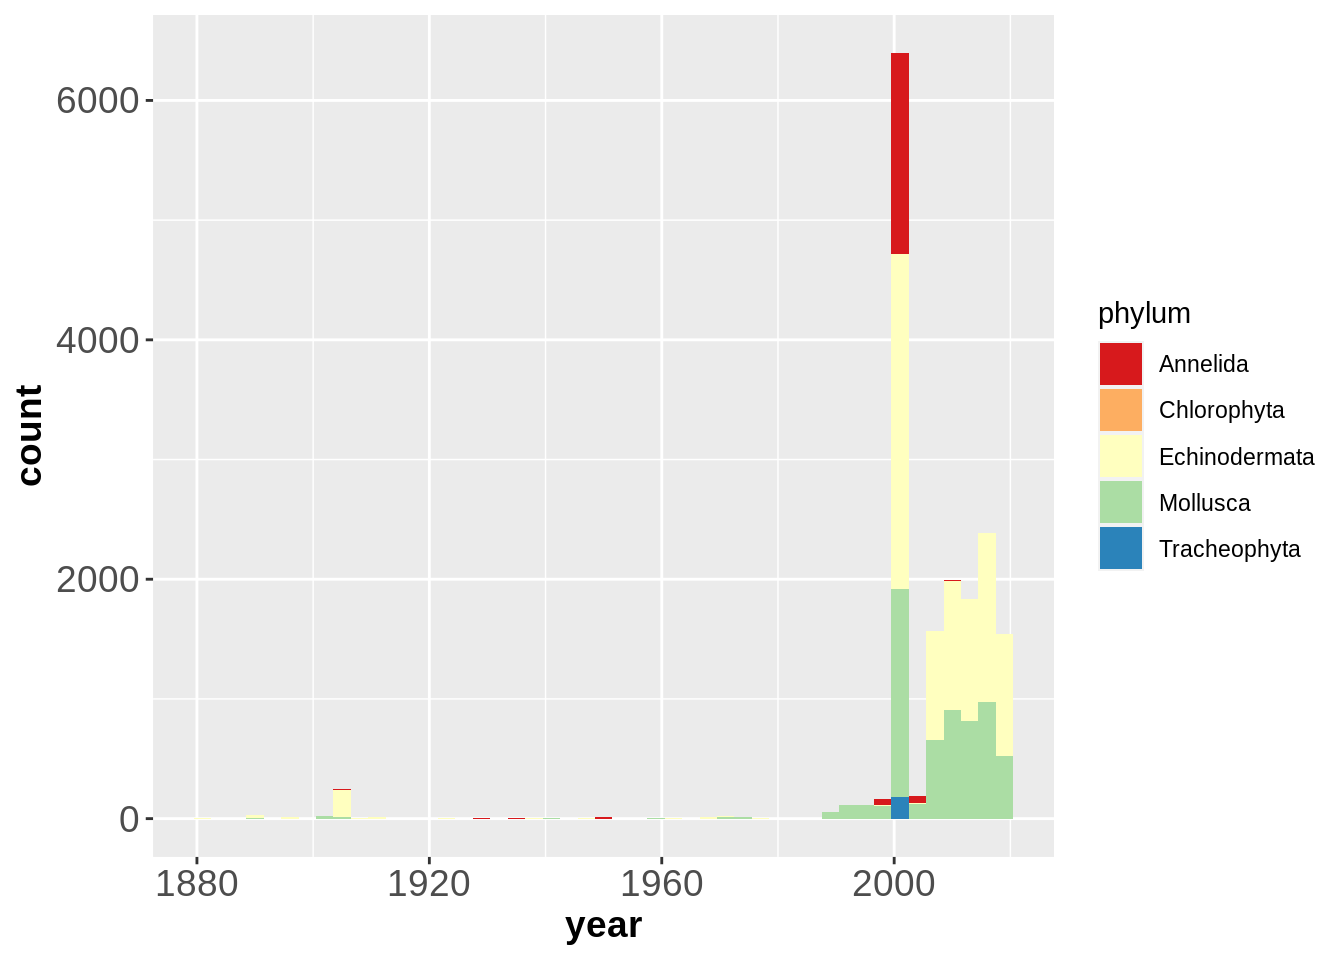 6000
4000
2000
0
count
1880 1920 1960 2000
year
phylum
Annelida
Chlorophyta
Echinodermata
Mollusca
Tracheophyta